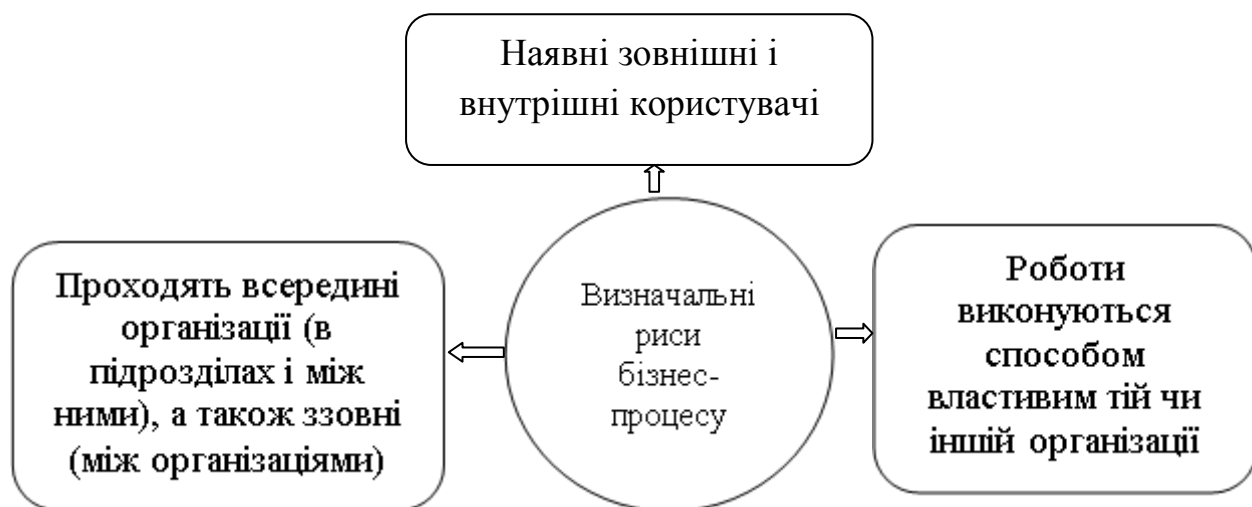 Наявні зовнішні і
внутрішні користувачі
Проходять всередині
організації (в
підрозділах і між
ними), а також ззовні
(між організаціями)
Визначальні
риси
бізнес-
процесу
Роботи
виконуються
способом
властивим тій чи
іншій організації